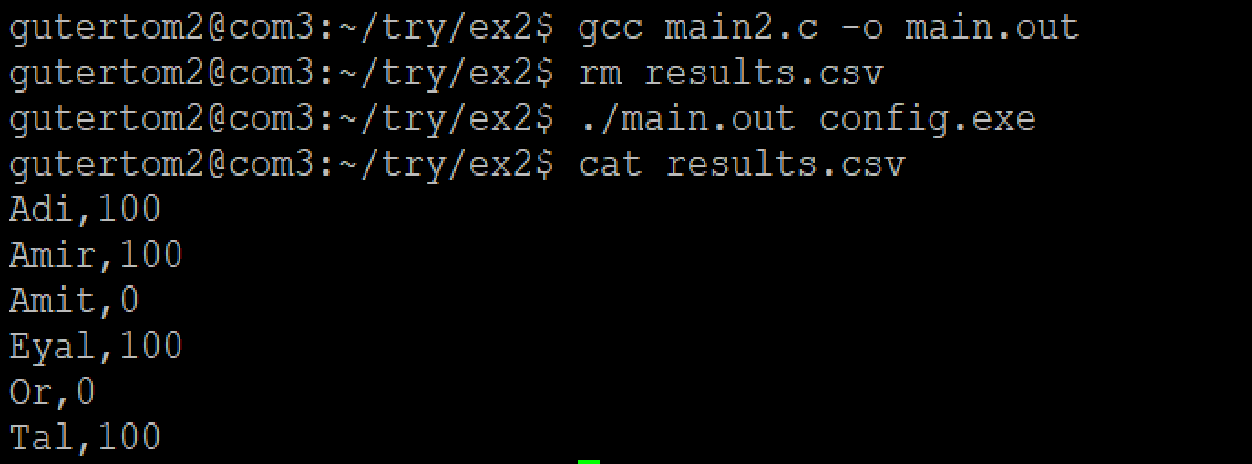 gutertom2@com3:~/try/ex2$ gcc main2.c -o main.out
gutertom2@com3:~/try/ex2$ rm results.csv
gutertom2@com3:~/try/ex2$ ./main.out config.exe
gutertom2@com3:~/try/ex2$ cat results.csv
Adi,100
Amir,100
Amit,0
Eyal,100
Or,0
Tal,100